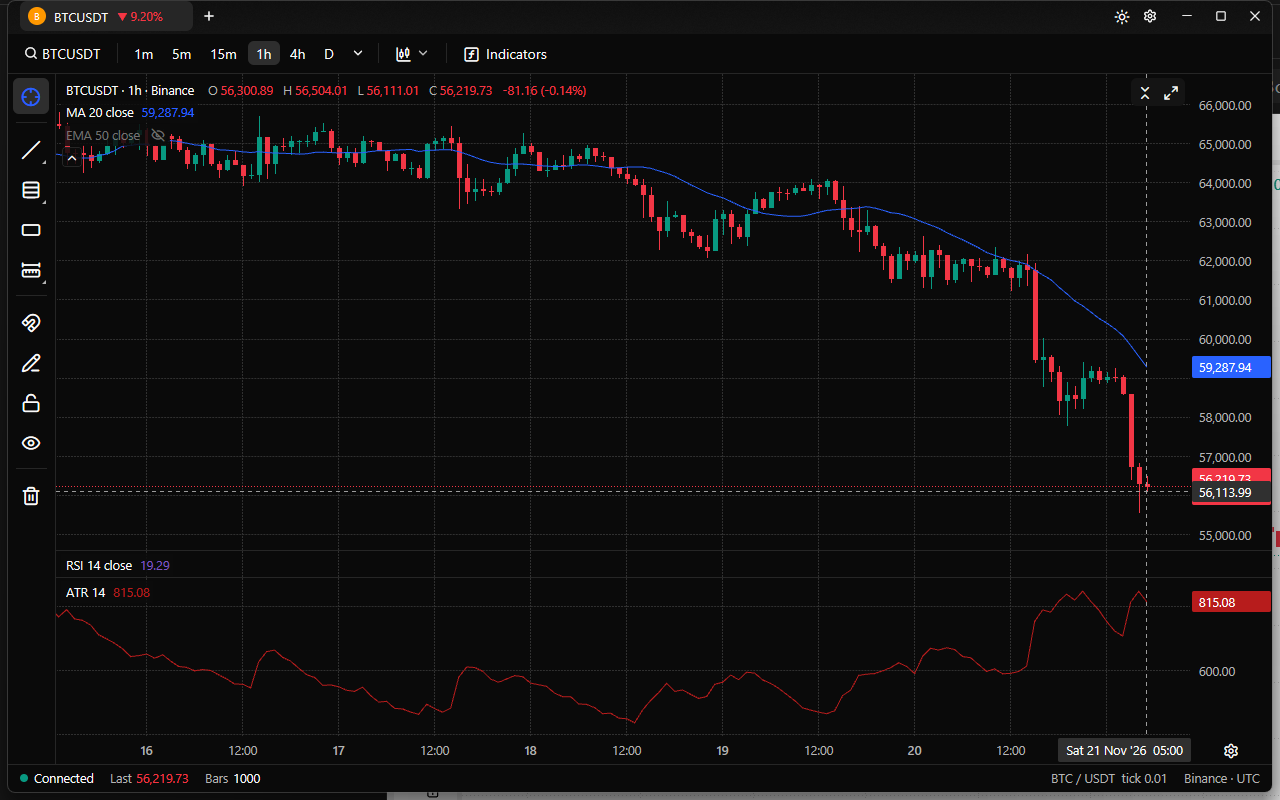 B BTCUSDT ▼ 9.20% +
BTCUSDT 1m 5m 15m 1h 4h D Indicators
BTCUSDT · 1h · Binance O 56,300.89 H 56,504.01 L 56,111.01 C 56,219.73 -81.16 (-0.14%)
MA 20 close 59,287.94
EMA 50 close
66,000.00
65,000.00
64,000.00
63,000.00
62,000.00
61,000.00
60,000.00
59,287.94
58,000.00
57,000.00
56,219.73
56,113.99
55,000.00
RSI 14 close 19.29
ATR 14 815.08
815.08
600.00
16 12:00 17 12:00 18 12:00 19 12:00 20 12:00 Sat 21 Nov '26 05:00
Connected Last 56,219.73 Bars 1000 BTC / USDT tick 0.01 Binance · UTC